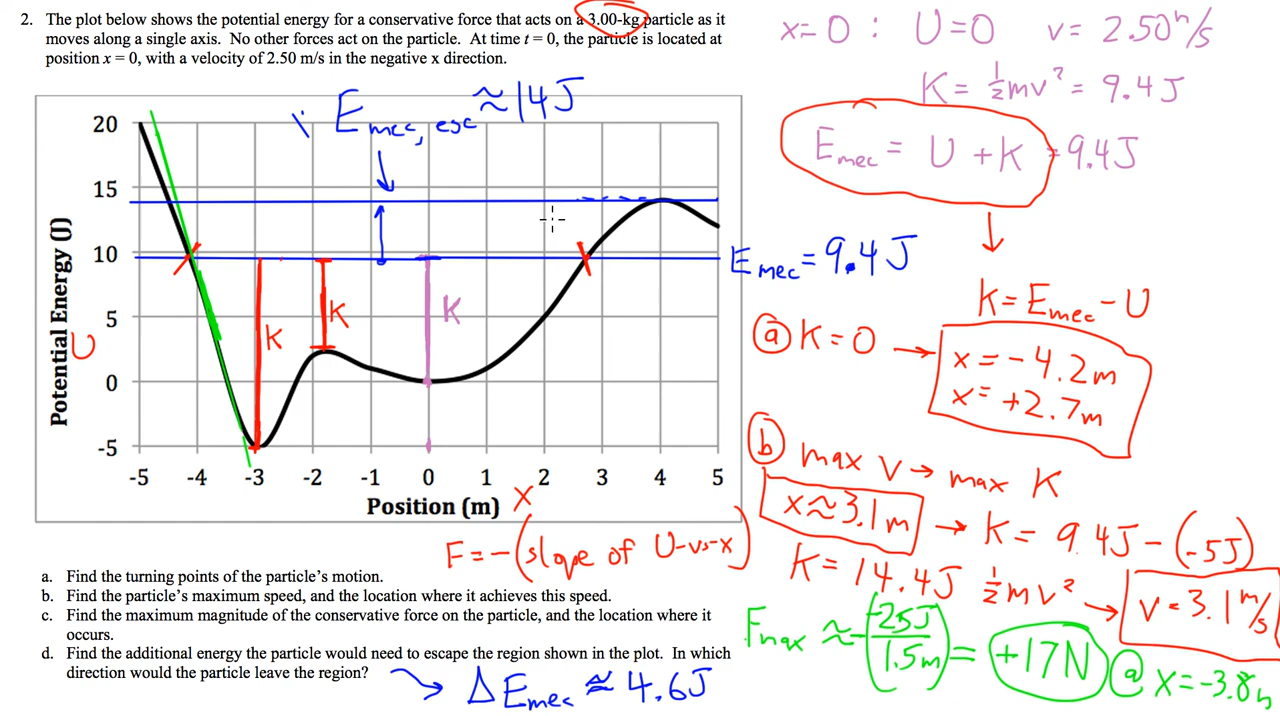 2. The plot below shows the potential energy for a conservative force that acts on a 3.00-kg particle as it
moves along a single axis. No other forces act on the particle. At time t = 0, the particle is located at
position x = 0, with a velocity of 2.50 m/s in the negative x direction.
x=0 : U=0 v= 2.50 m/s
K = ½mv² = 9.4J
Emec = U + K = 9.4J
K = Emec - U
Emec, esc ≈ 14J
Emec = 9.4J
Potential Energy (J)
U
20
15
10
5
0
-5
K
K
K
-5 -4 -3 -2 -1 0 1 2 3 4 5
Position (m) X
ⓐ K=0 → x = -4.2m
x = +2.7m
ⓑ max v → max K
x≈3.1m → K = 9.4J - (-5J)
K = 14.4J ½mv² → v = 3.1 m/s
F = -(slope of U-vs-x)
Fmax ≈ -(-25J/1.5m) = +17N @ x=-3.8m
a. Find the turning points of the particle's motion.
b. Find the particle's maximum speed, and the location where it achieves this speed.
c. Find the maximum magnitude of the conservative force on the particle, and the location where it
occurs.
d. Find the additional energy the particle would need to escape the region shown in the plot. In which
direction would the particle leave the region?
→ ΔEmec ≈ 4.6J